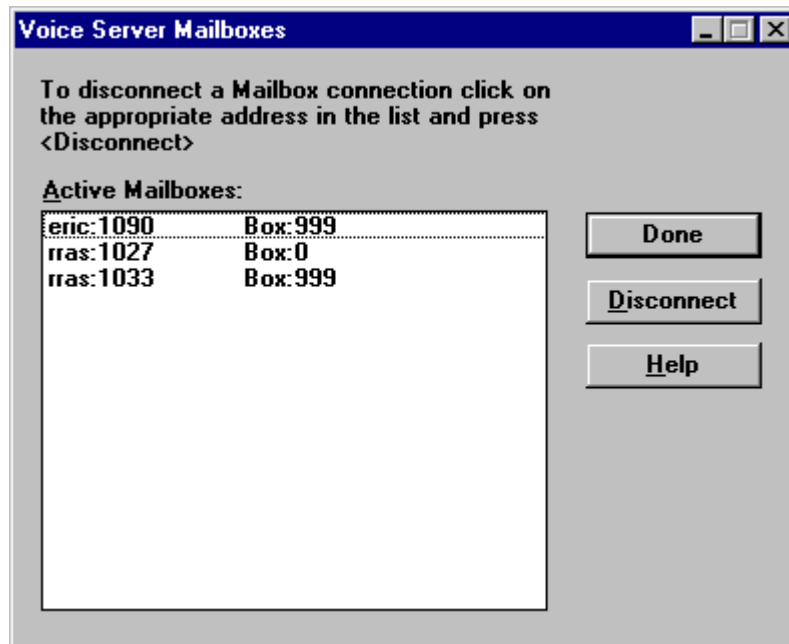 Voice Server Mailboxes
To disconnect a Mailbox connection click on
the appropriate address in the list and press
<Disconnect>
Active Mailboxes:
eric:1090 Box:999
rras:1027 Box:0
rras:1033 Box:999
Done
Disconnect
Help